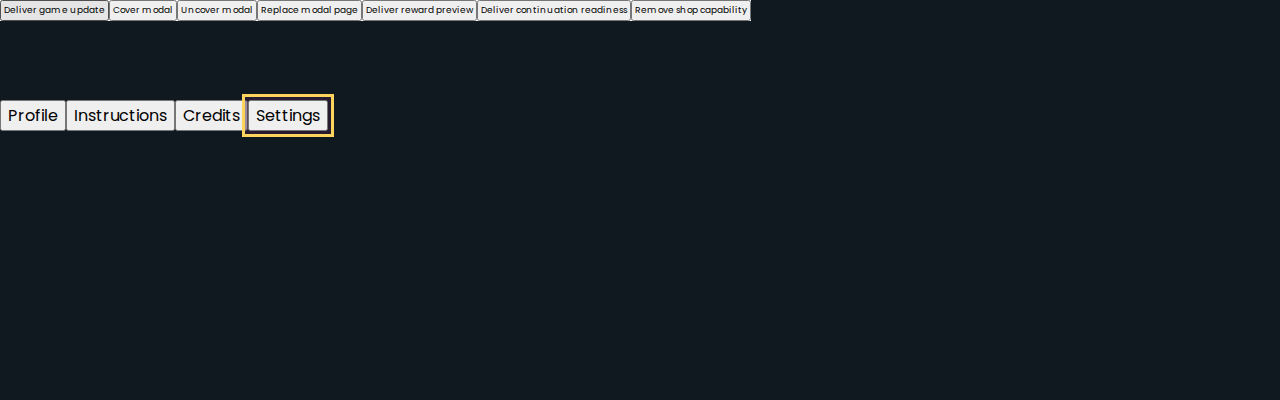 Deliver game update Cover modal Uncover modal Replace modal page Deliver reward preview Deliver continuation readiness Remove shop capability
Profile Instructions Credits Settings